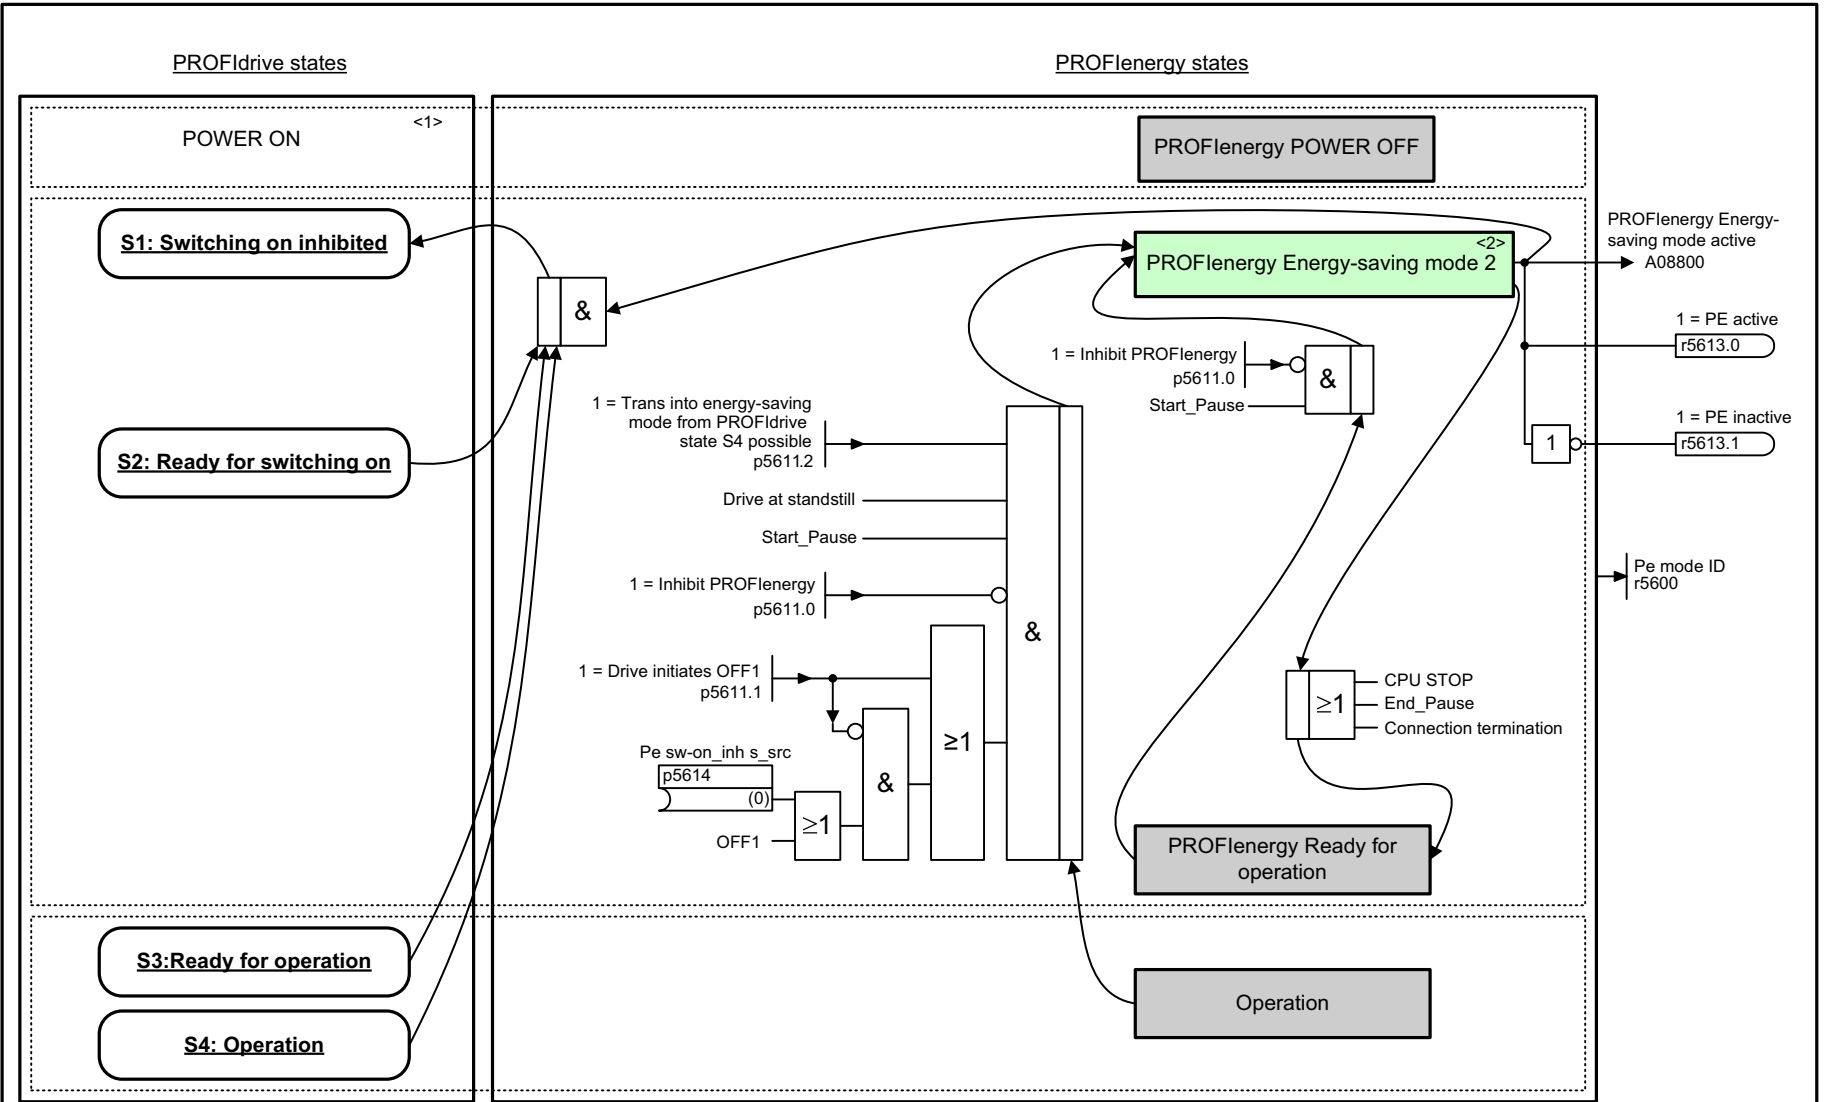 PROFIdrive states
PROFIenergy states
POWER ON
<1>
PROFIenergy POWER OFF
S1: Switching on inhibited
&
<2>
PROFIenergy Energy-saving mode 2
PROFIenergy Energy-
saving mode active
A08800
1 = PE active
r5613.0
1 = PE inactive
r5613.1
1
1 = Inhibit PROFIenergy
p5611.0
Start_Pause
&
S2: Ready for switching on
1 = Trans into energy-saving
mode from PROFIdrive
state S4 possible
p5611.2
Drive at standstill
Start_Pause
1 = Inhibit PROFIenergy
p5611.0
&
Pe mode ID
r5600
1 = Drive initiates OFF1
p5611.1
≥1
CPU STOP
End_Pause
Connection termination
≥1
Pe sw-on_inh s_src
p5614
(0)
&
≥1
OFF1
PROFIenergy Ready for
operation
S3:Ready for operation
Operation
S4: Operation